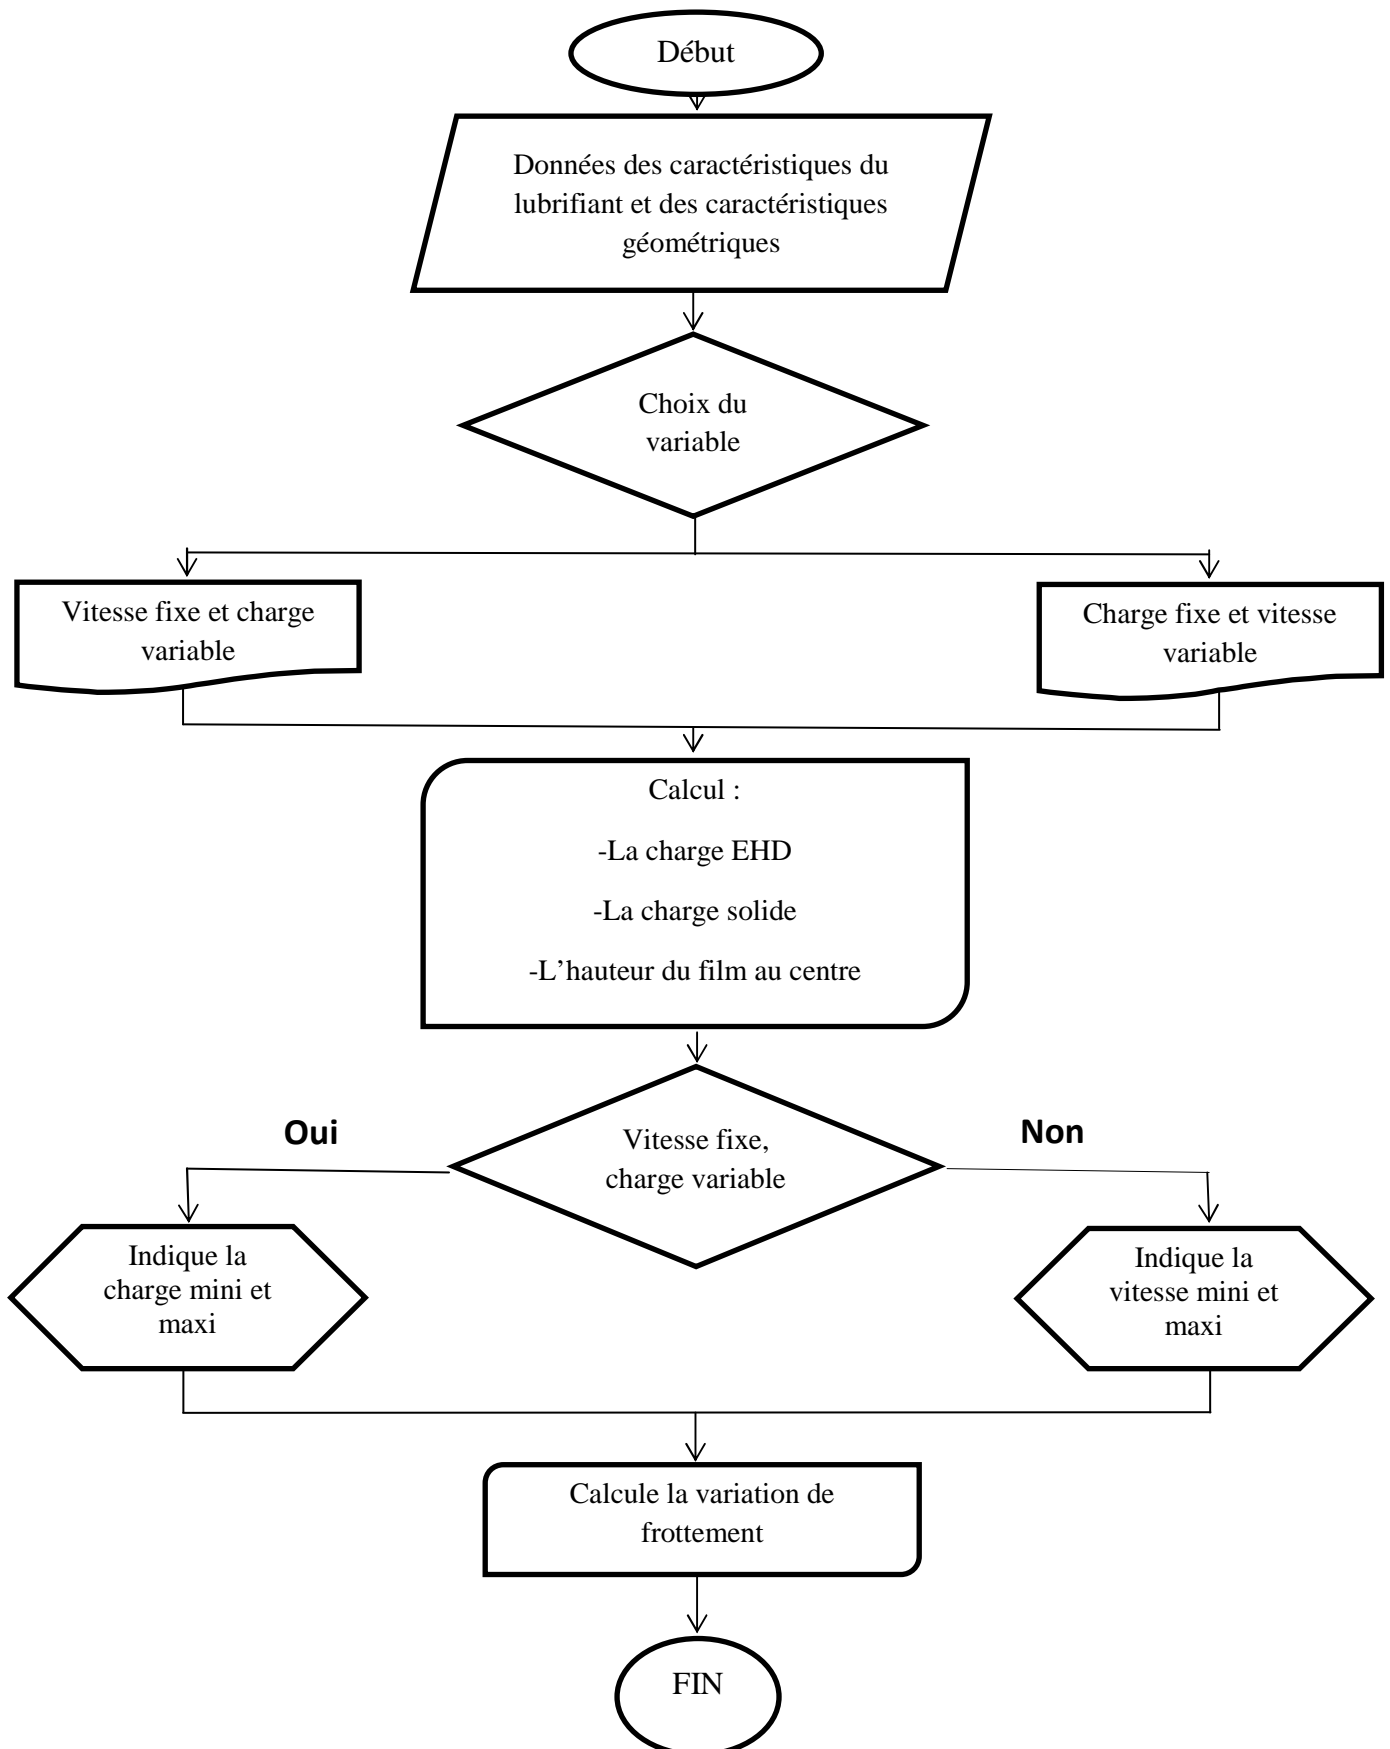 Début
Données des caractéristiques du
lubrifiant et des caractéristiques
géométriques
Choix du
variable
Vitesse fixe et charge
variable
Charge fixe et vitesse
variable
Calcul :
-La charge EHD
-La charge solide
-L’hauteur du film au centre
Oui
Vitesse fixe,
charge variable
Non
Indique la
charge mini et
maxi
Indique la
vitesse mini et
maxi
Calcule la variation de
frottement
FIN